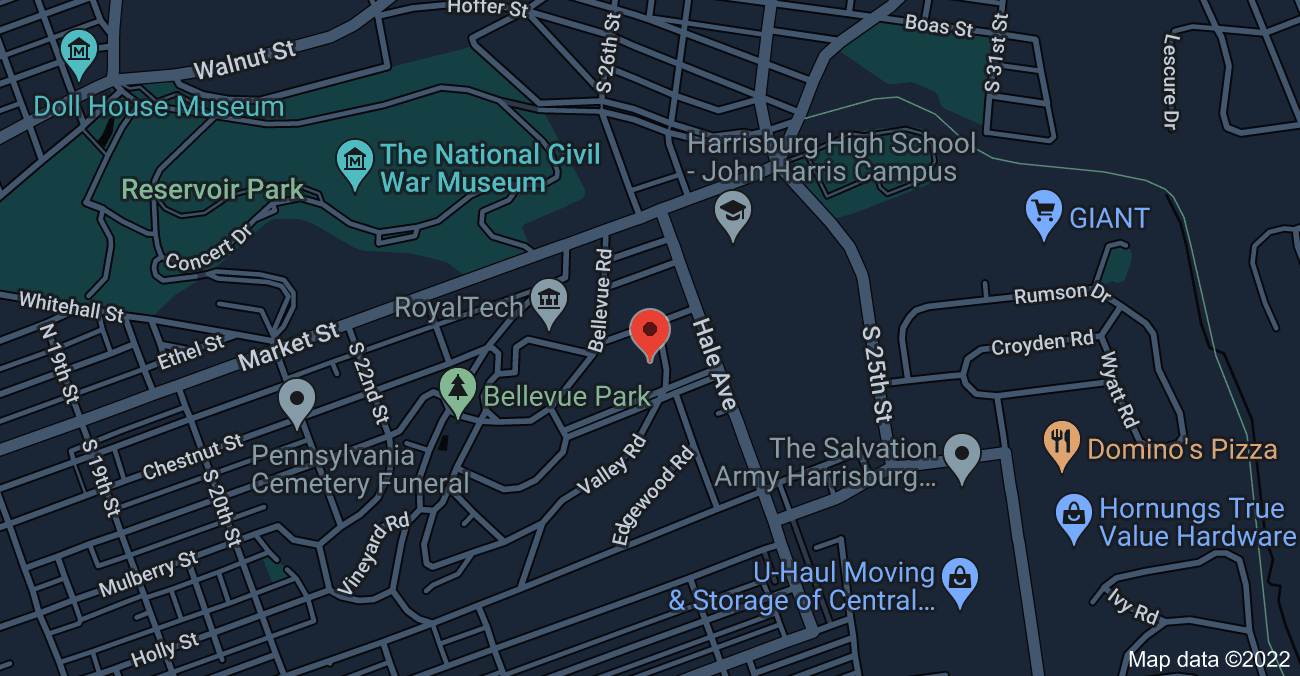 Hoffer St
Boas St
S 26th St
S 31st St
Lescure Dr
Walnut St
Doll House Museum
The National Civil
War Museum
Harrisburg High School
- John Harris Campus
Reservoir Park
GIANT
Concert Dr
Whitehall St
RoyalTech
Bellevue Rd
Rumson Dr
Ethel St
Market St
N 19th St
S 22nd St
Hale Ave
S 25th St
Croyden Rd
Wyatt Rd
Bellevue Park
Chestnut St
Pennsylvania
Cemetery Funeral
Valley Rd
Edgewood Rd
The Salvation
Army Harrisburg...
Domino's Pizza
S 19th St
S 20th St
Vineyard Rd
Hornungs True
Value Hardware
Mulberry St
U-Haul Moving
& Storage of Central...
Ivy Rd
Holly St
Map data ©2022